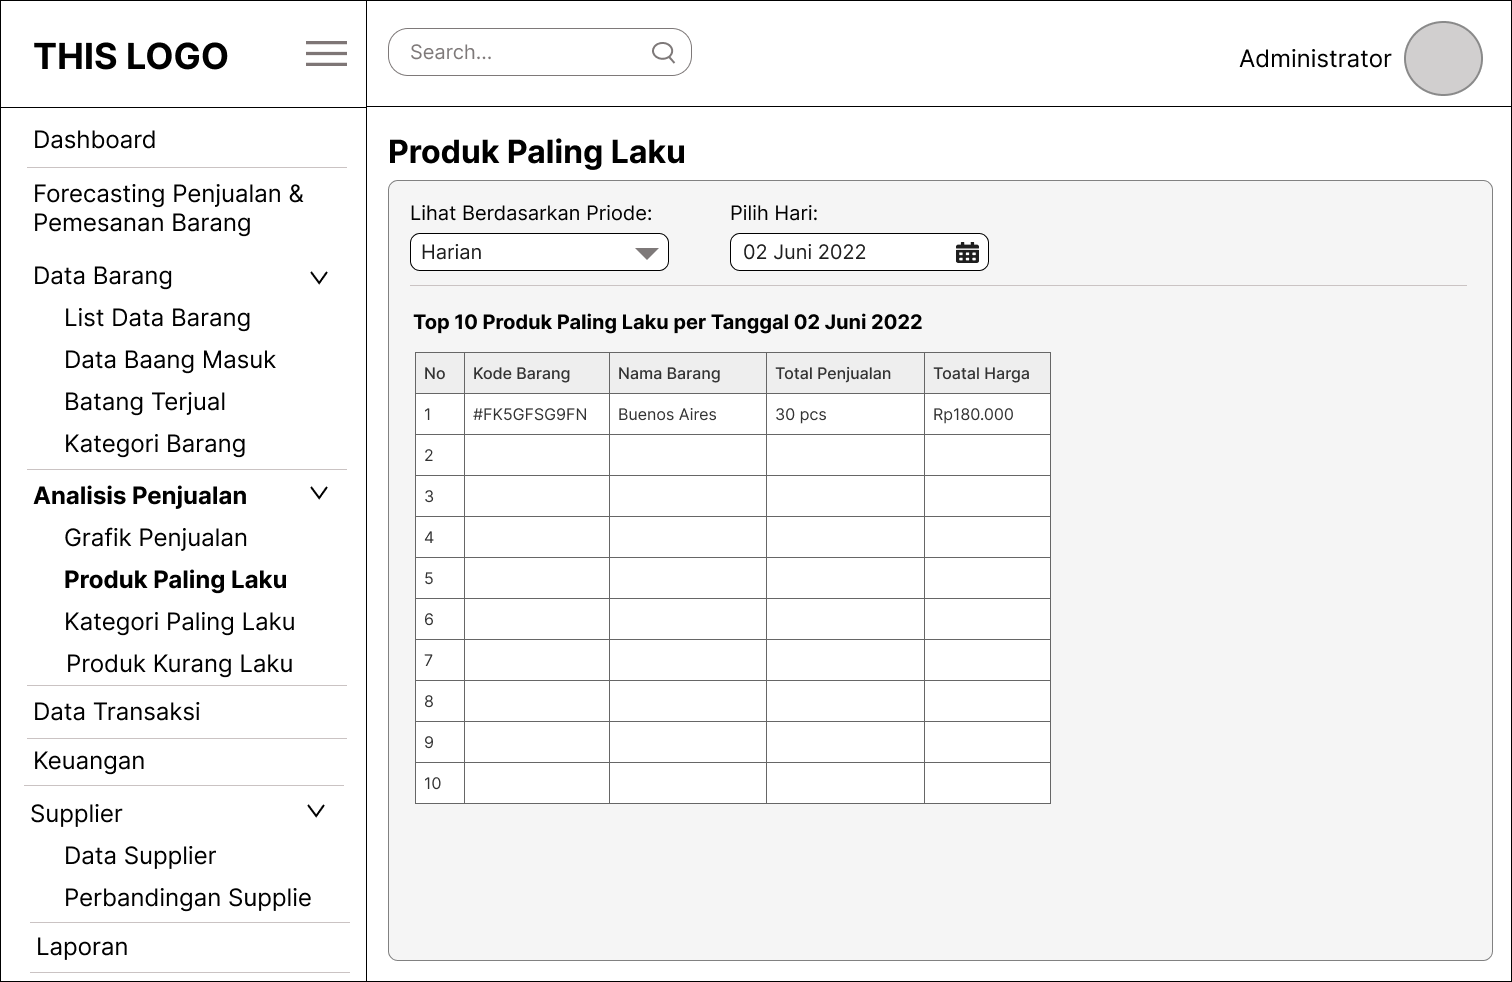 THIS LOGO
Search...
Administrator
Dashboard
Forecasting Penjualan &
Pemesanan Barang
Data Barang
List Data Barang
Data Baang Masuk
Batang Terjual
Kategori Barang
Analisis Penjualan
Grafik Penjualan
Produk Paling Laku
Kategori Paling Laku
Produk Kurang Laku
Data Transaksi
Keuangan
Supplier
Data Supplier
Perbandingan Supplie
Laporan
Produk Paling Laku
Lihat Berdasarkan Priode: Pilih Hari:
Harian 02 Juni 2022
Top 10 Produk Paling Laku per Tanggal 02 Juni 2022
No Kode Barang Nama Barang Total Penjualan Toatal Harga
1 #FK5GFSG9FN Buenos Aires 30 pcs Rp180.000
2
3
4
5
6
7
8
9
10